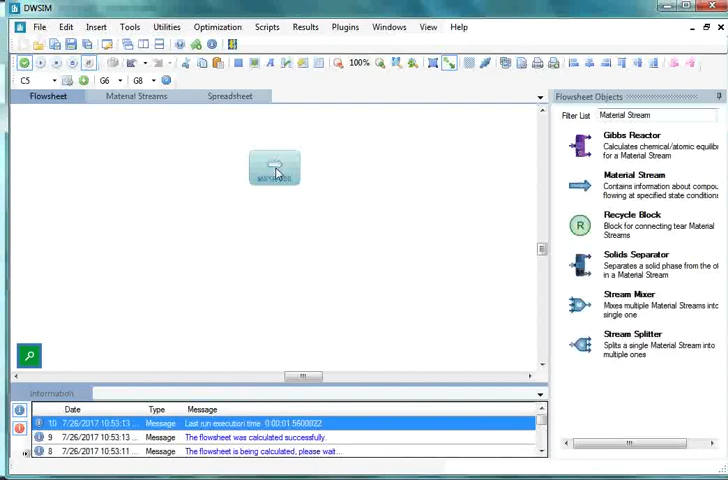 DWSIM
File Edit Insert Tools Utilities Optimization Scripts Results Plugins Windows View Help
100%
C5 G6 G8
Flowsheet Material Streams Spreadsheet
Flowsheet Objects
Filter List Material Stream
Gibbs Reactor
Calculates chemical/atomic equilib
for a Material Stream
Material Stream
Contains information about compou
flowing at specified state conditions
Recycle Block
Block for connecting tear Material
Streams
Solids Separator
Separates a solid phase from the ot
in a Material Stream
Stream Mixer
Mixes multiple Material Streams into
single one
Stream Splitter
Splits a single Material Stream into
multiple ones
Information
Date Type Message
10 7/26/2017 10:53:13 ... Message Last run execution time: 0:00:01.5600022
9 7/26/2017 10:53:13 ... Message The flowsheet was calculated successfully.
8 7/26/2017 10:53:11 ... Message The flowsheet is being calculated, please wait...